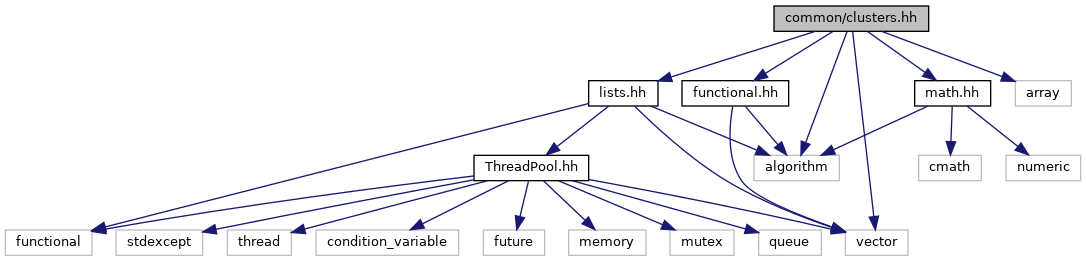 common/clusters.hh
lists.hh
functional.hh
math.hh
array
ThreadPool.hh
algorithm
cmath
numeric
functional
stdexcept
thread
condition_variable
future
memory
mutex
queue
vector